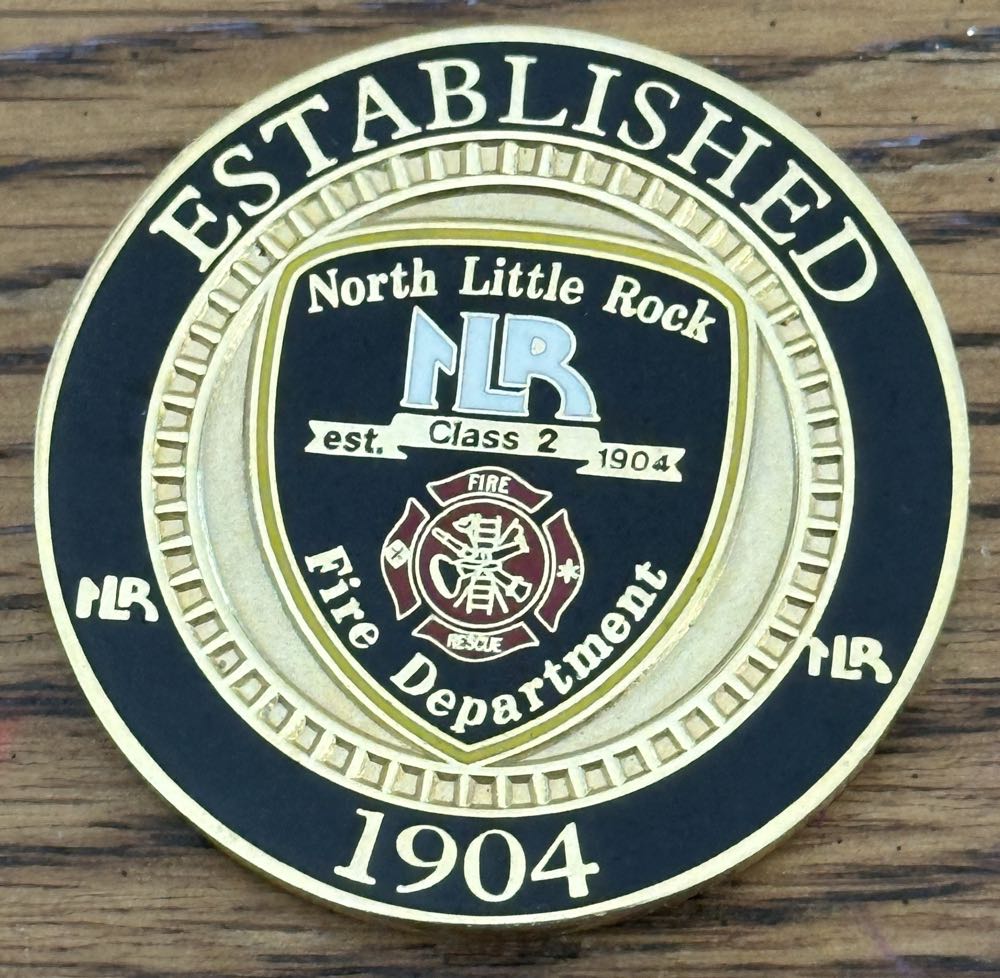 ESTABLISHED
North Little Rock
NLR
est. Class 2 1904
FIRE
RESCUE
Fire Department
NLR
NLR
1904